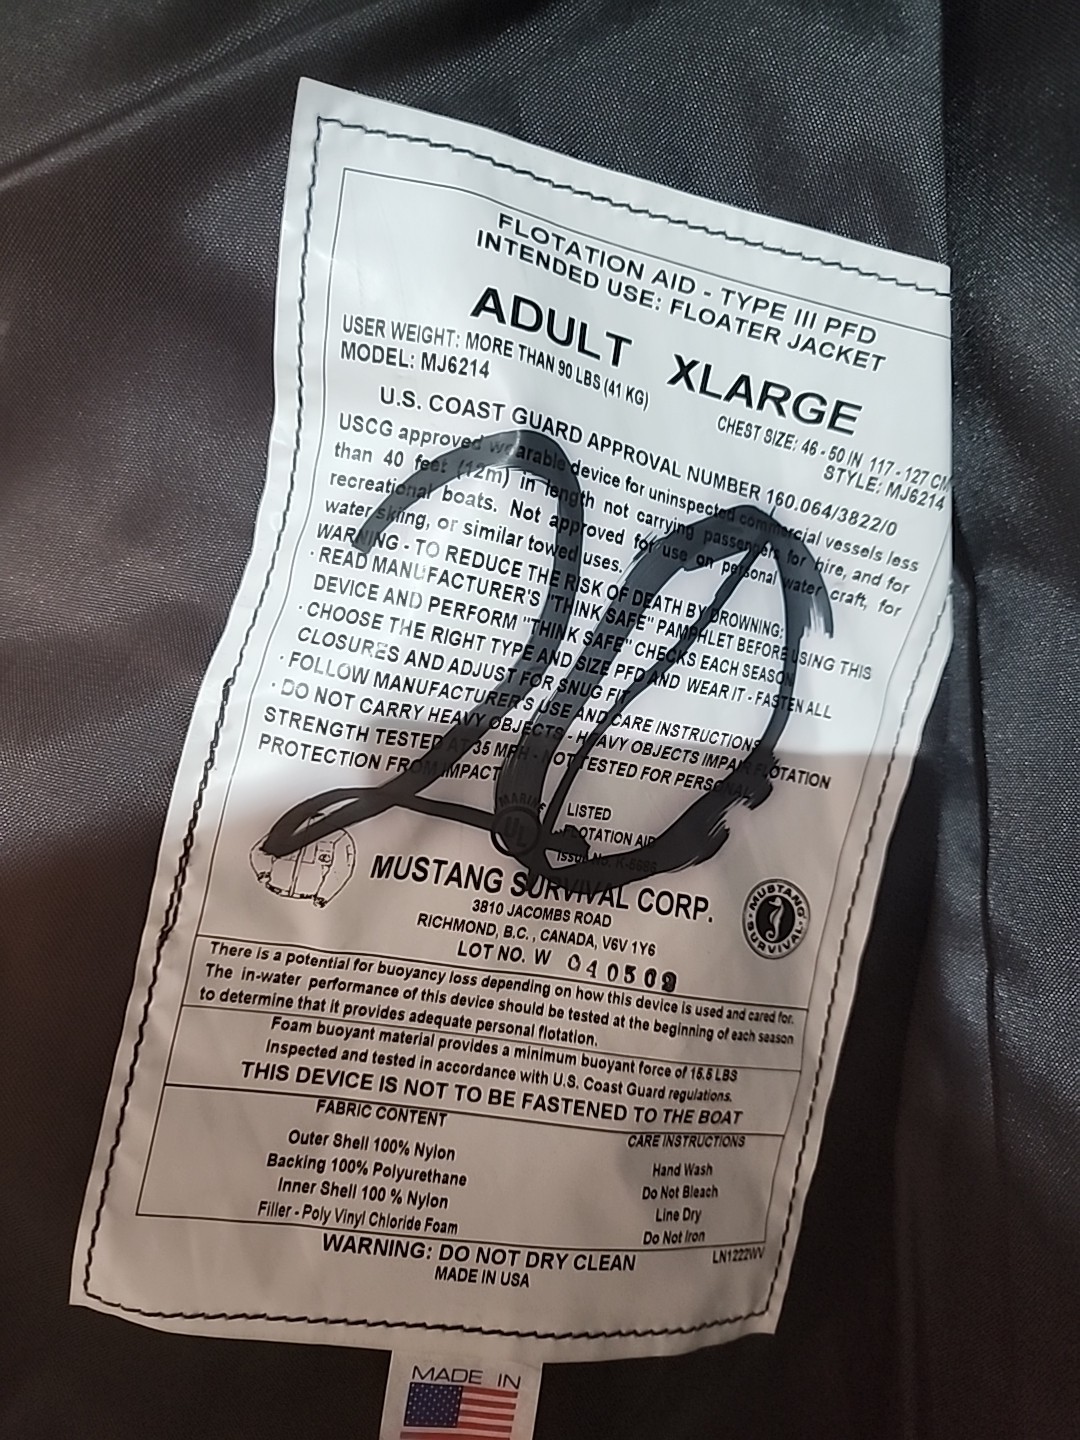 FLOTATION AID - TYPE III PFD
INTENDED USE: FLOATER JACKET
ADULT XLARGE
USER WEIGHT: MORE THAN 90 LBS (41 KG) CHEST SIZE: 46 - 50 IN 117 - 127 CM
MODEL: MJ6214 STYLE: MJ6214
U.S. COAST GUARD APPROVAL NUMBER 160.064/3822/0
USCG approved wearable device for uninspected commercial vessels less
than 40 feet (12m) in length not carrying passengers for hire, and for
recreational boats. Not approved for use on personal water craft, for
water skiing, or similar towed uses.
WARNING - TO REDUCE THE RISK OF DEATH BY DROWNING:
· READ MANUFACTURER'S "THINK SAFE" PAMPHLET BEFORE USING THIS
DEVICE AND PERFORM "THINK SAFE" CHECKS EACH SEASON
· CHOOSE THE RIGHT TYPE AND SIZE PFD AND WEAR IT - FASTEN ALL
CLOSURES AND ADJUST FOR SNUG FIT
· FOLLOW MANUFACTURER'S USE AND CARE INSTRUCTIONS
· DO NOT CARRY HEAVY OBJECTS - HEAVY OBJECTS IMPAIR FLOTATION
STRENGTH TESTED AT 35 MPH - NOT TESTED FOR PERSONAL
PROTECTION FROM IMPACT
MARINE
UL
LISTED
FLOTATION AID
Issue No. K-5686
MUSTANG SURVIVAL CORP.
3810 JACOMBS ROAD
RICHMOND, B.C. , CANADA, V6V 1Y6
LOT NO. W 040509
MUSTANG SURVIVAL
There is a potential for buoyancy loss depending on how this device is used and cared for.
The in-water performance of this device should be tested at the beginning of each season
to determine that it provides adequate personal flotation.
Foam buoyant material provides a minimum buoyant force of 15.5 LBS
Inspected and tested in accordance with U.S. Coast Guard regulations.
THIS DEVICE IS NOT TO BE FASTENED TO THE BOAT
FABRIC CONTENT
Outer Shell 100% Nylon
Backing 100% Polyurethane
Inner Shell 100 % Nylon
Filler - Poly Vinyl Chloride Foam
CARE INSTRUCTIONS
Hand Wash
Do Not Bleach
Line Dry
Do Not Iron
WARNING: DO NOT DRY CLEAN
LN1222WV
MADE IN USA
MADE IN